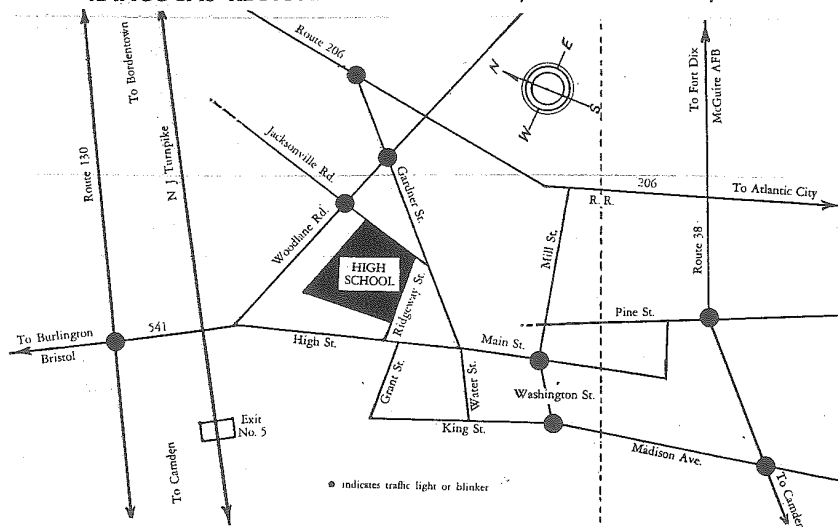 Route 206
To Bordentown
N J. Turnpike
Route 130
Jacksonville Rd.
Woodlane Rd.
Gardner St.
N
E
S
W
To Fort Dix
McGuire AFB
206
To Atlantic City
R. R.
Mill St.
Route 38
HIGH
SCHOOL
Ridgeway St.
Pine St.
To Burlington
Bristol
541
High St.
Main St.
Grant St.
Water St.
Washington St.
King St.
Madison Ave.
Exit
No. 5
To Camden
indicates traffic light or blinker
To Camden